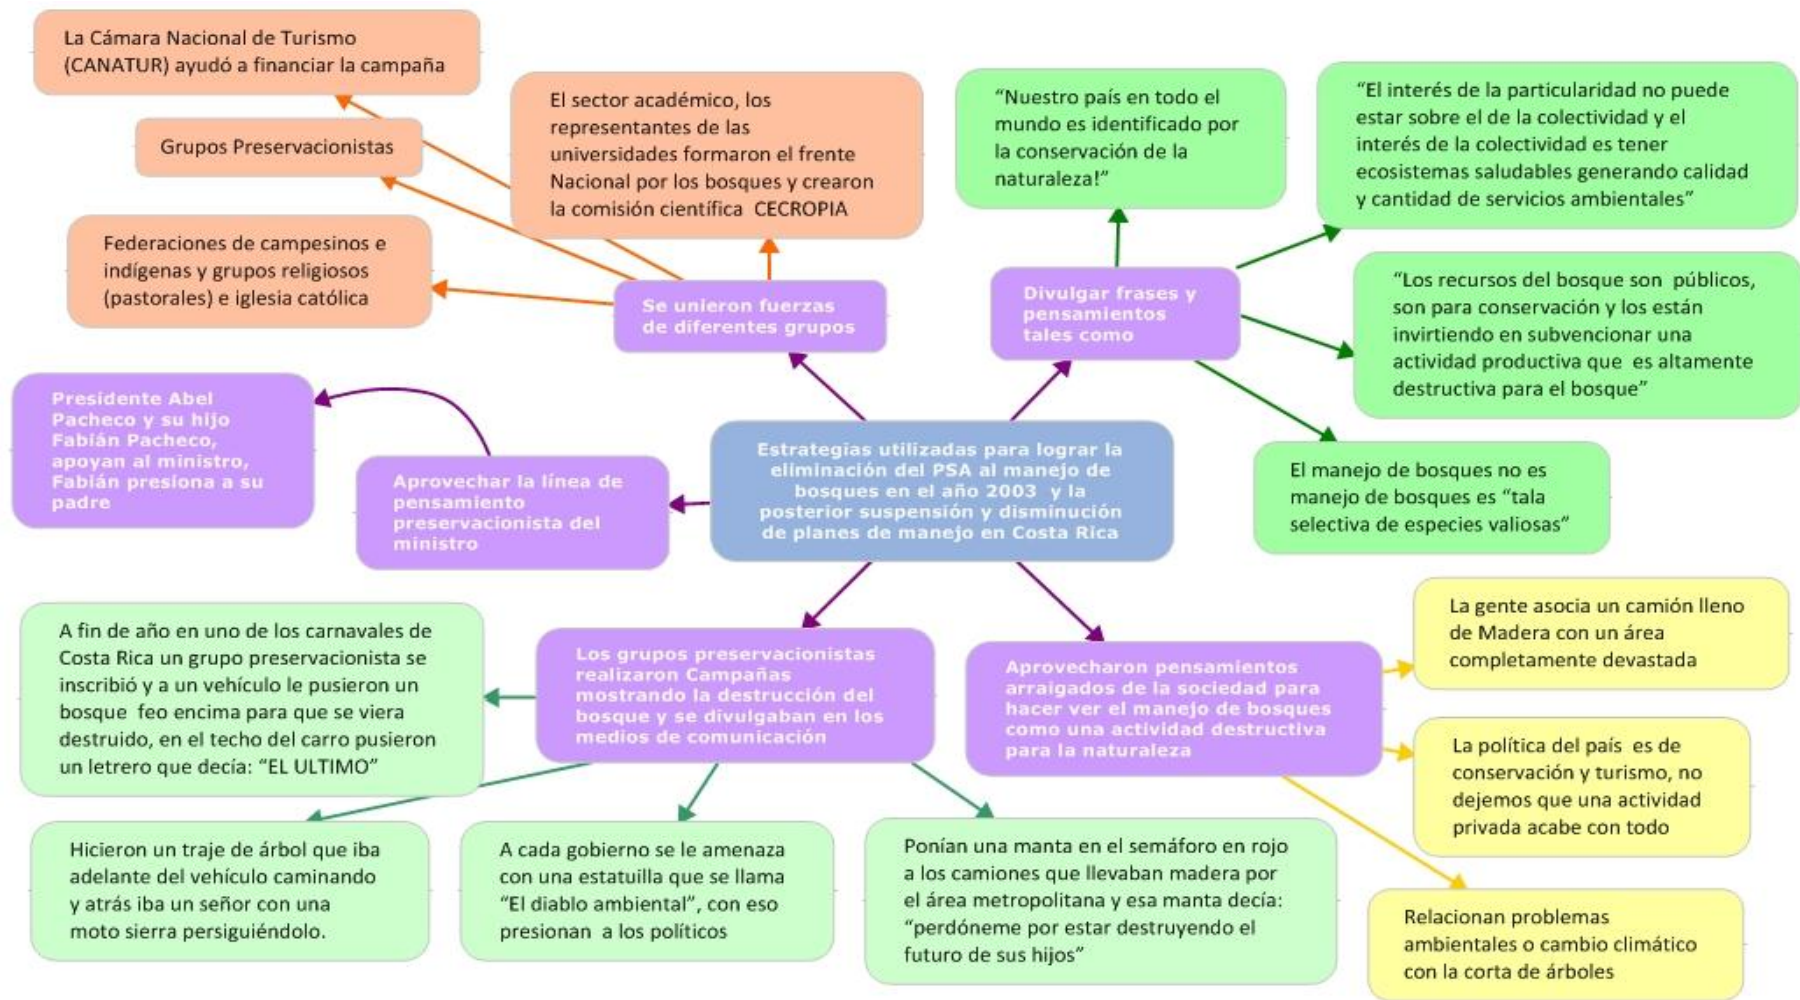 La Cámara Nacional de Turismo
(CANATUR) ayudó a financiar la campaña
Grupos Preservacionistas
El sector académico, los
representantes de las
universidades formaron el frente
Nacional por los bosques y crearon
la comisión científica CECROPIA
Federaciones de campesinos e
indígenas y grupos religiosos
(pastorales) e iglesia católica
Se unieron fuerzas
de diferentes grupos
“Nuestro país en todo el
mundo es identificado por
la conservación de la
naturaleza!”
“El interés de la particularidad no puede
estar sobre el de la colectividad y el
interés de la colectividad es tener
ecosistemas saludables generando calidad
y cantidad de servicios ambientales”
Divulgar frases y
pensamientos
tales como
“Los recursos del bosque son públicos,
son para conservación y los están
invirtiendo en subvencionar una
actividad productiva que es altamente
destructiva para el bosque”
El manejo de bosques no es
manejo de bosques es “tala
selectiva de especies valiosas”
Presidente Abel
Pacheco y su hijo
Fabián Pacheco,
apoyan al ministro,
Fabián presiona a su
padre
Aprovechar la línea de
pensamiento
preservacionista del
ministro
Estrategias utilizadas para lograr la
eliminación del PSA al manejo de
bosques en el año 2003 y la
posterior suspensión y disminución
de planes de manejo en Costa Rica
A fin de año en uno de los carnavales de
Costa Rica un grupo preservacionista se
inscribió y a un vehículo le pusieron un
bosque feo encima para que se viera
destruido, en el techo del carro pusieron
un letrero que decía: “EL ULTIMO”
Los grupos preservacionistas
realizaron Campañas
mostrando la destrucción del
bosque y se divulgaban en los
medios de comunicación
Aprovecharon pensamientos
arraigados de la sociedad para
hacer ver el manejo de bosques
como una actividad destructiva
para la naturaleza
La gente asocia un camión lleno
de Madera con un área
completamente devastada
La política del país es de
conservación y turismo, no
dejemos que una actividad
privada acabe con todo
Hicieron un traje de árbol que iba
adelante del vehículo caminando
y atrás iba un señor con una
moto sierra persiguiéndolo.
A cada gobierno se le amenaza
con una estatuilla que se llama
“El diablo ambiental”, con eso
presionan a los políticos
Ponían una manta en el semáforo en rojo
a los camiones que llevaban madera por
el área metropolitana y esa manta decía:
“perdóneme por estar destruyendo el
futuro de sus hijos”
Relacionan problemas
ambientales o cambio climático
con la corta de árboles